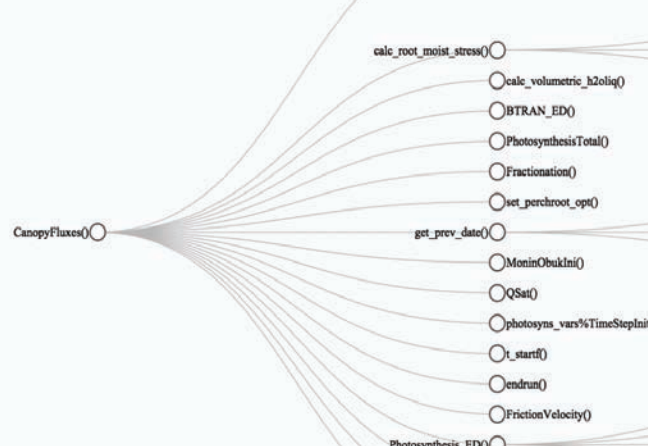 calc_root_moist_stress()
calc_volumetric_h2oliq()
BTRAN_ED()
PhotosynthesisTotal()
Fractionation()
set_perchroot_opt()
CanopyFluxes()
get_prev_date()
MoninObukIni()
QSat()
photosyns_vars%TimeStepInit
t_startf()
endrun()
FrictionVelocity()
Photosynthesis_ED()